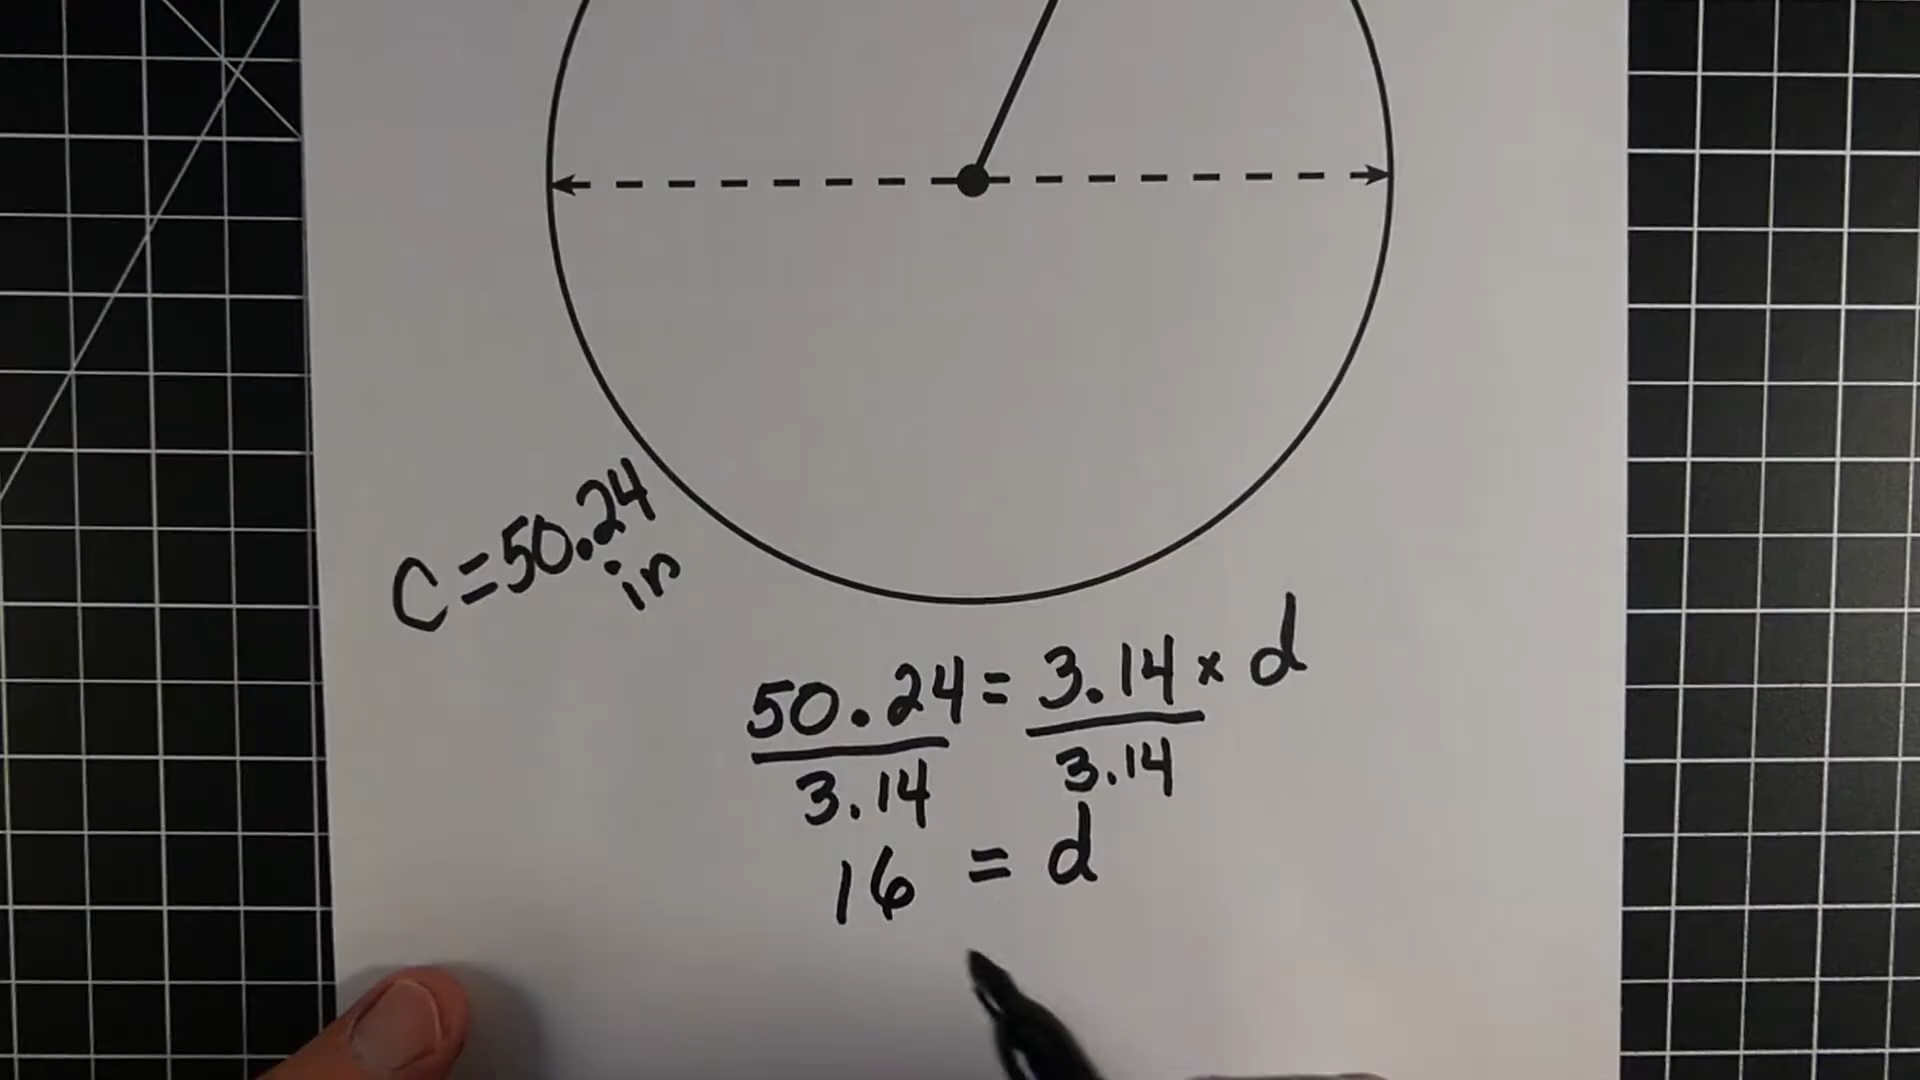 C=50.24
in
50.24 = 3.14 × d
3.14 3.14
16 = d